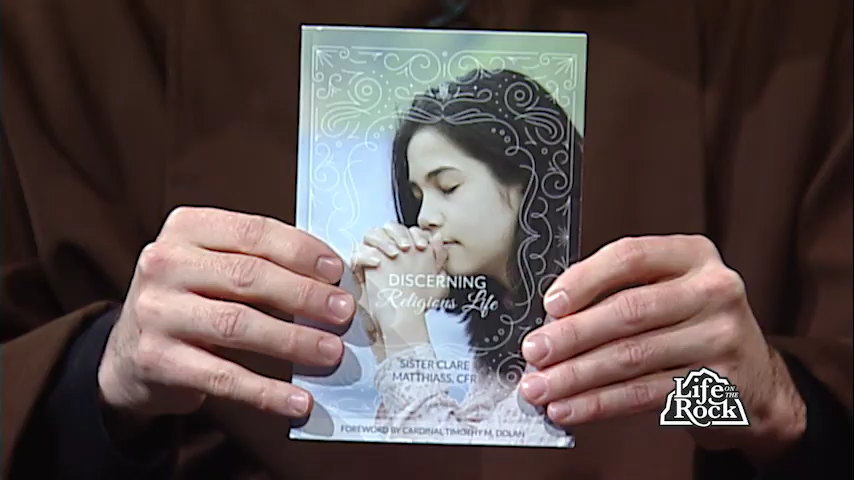 DISCERNING
Religious Life
SISTER CLARE
MATTHIASS, CFR
FOREWORD BY CARDINAL TIMOTHY M. DOLAN
Life ON THE
Rock